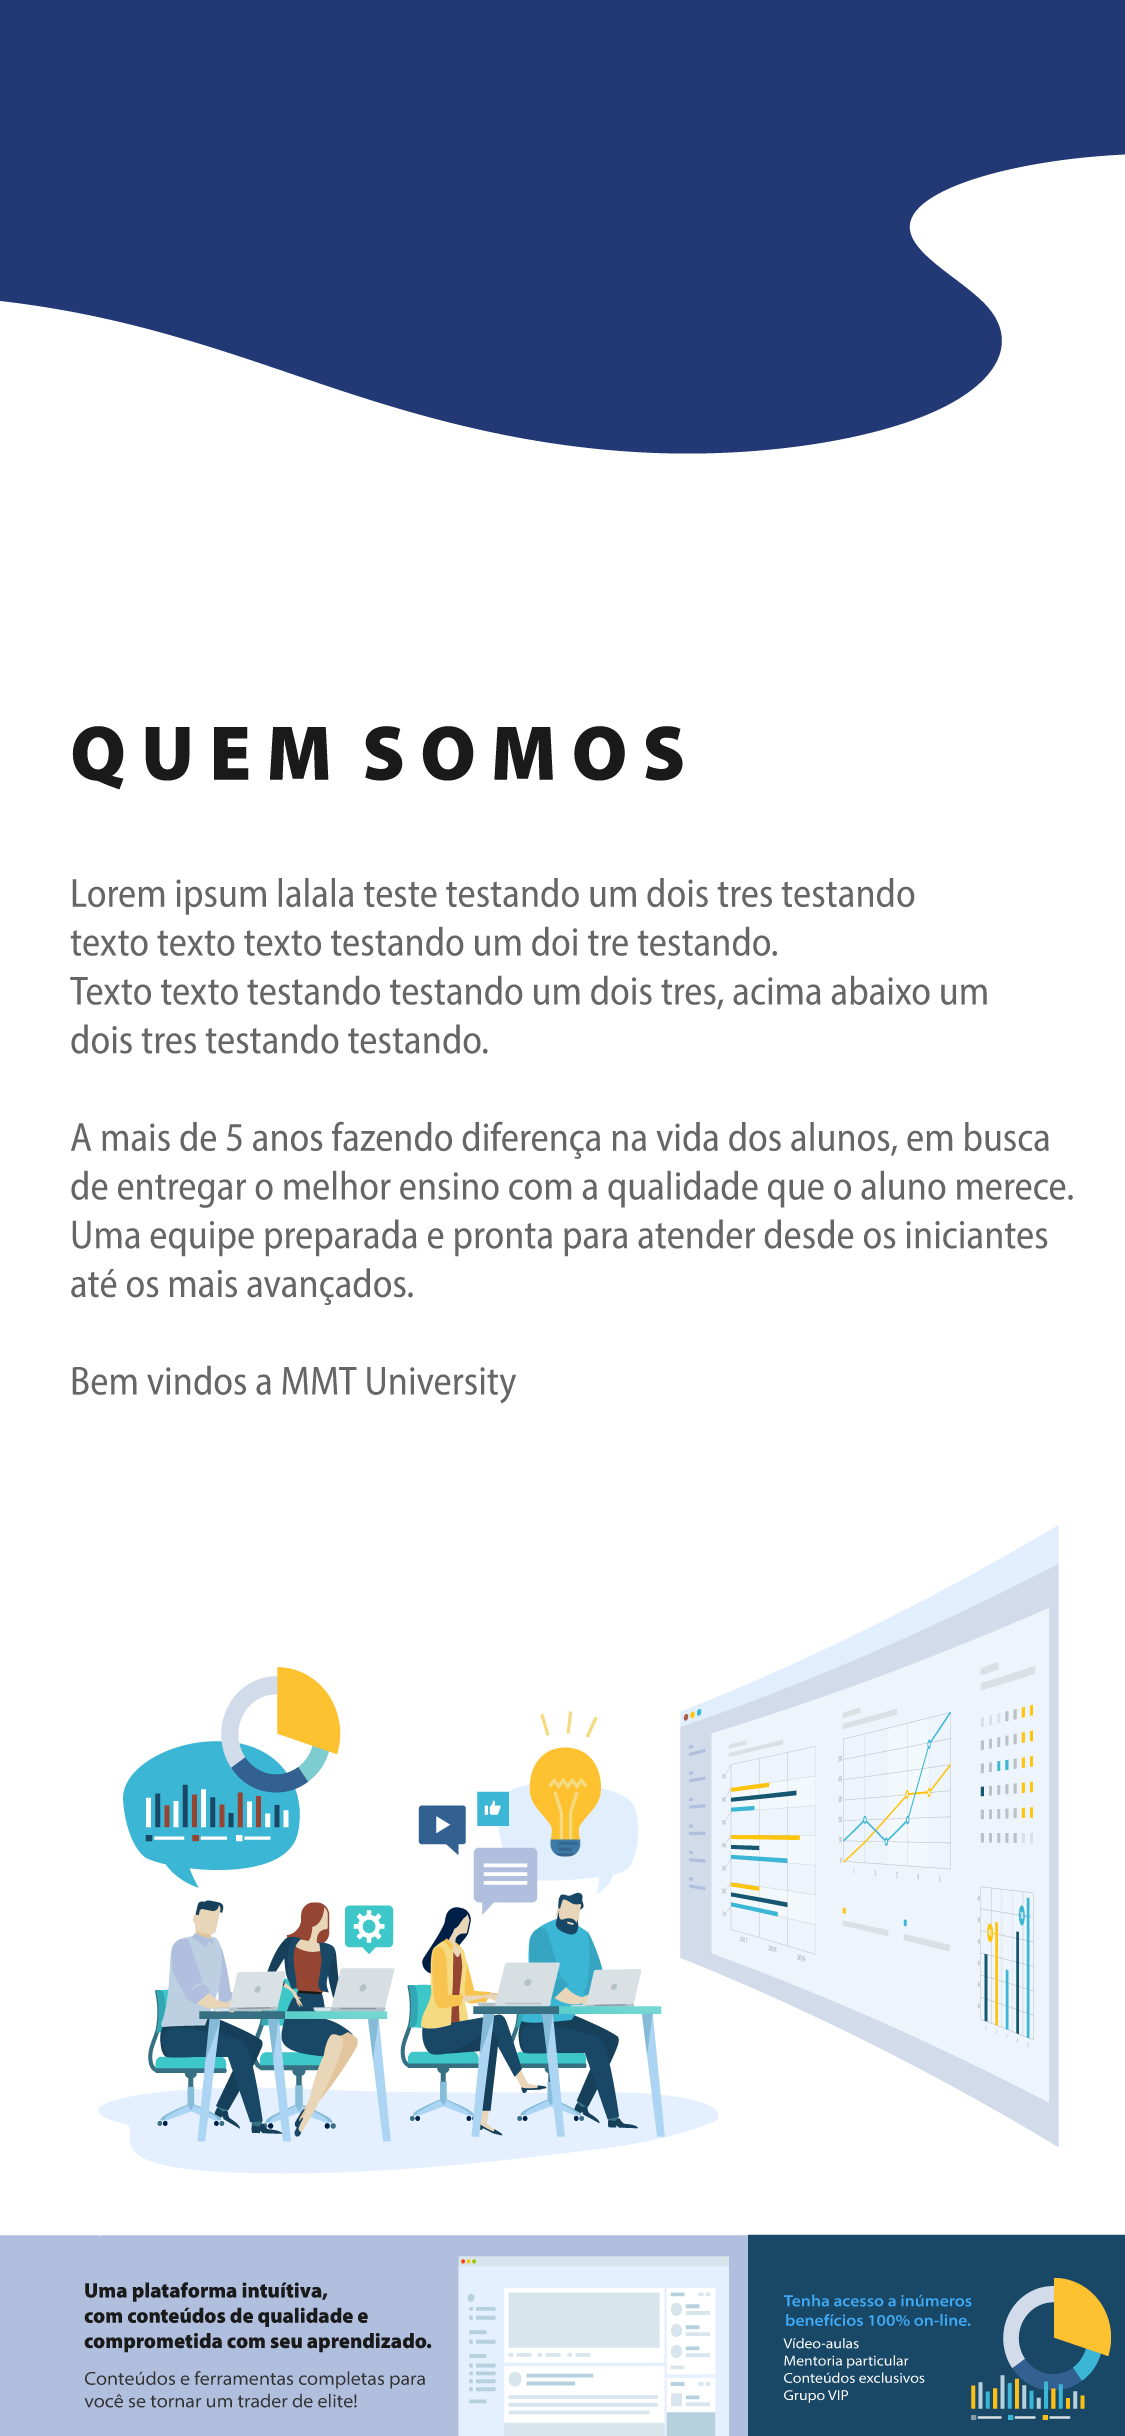 QUEM SOMOS
Lorem ipsum lalala teste testando um dois tres testando
texto texto texto testando um doi tre testando.
Texto texto testando testando um dois tres, acima abaixo um
dois tres testando testando.
A mais de 5 anos fazendo diferença na vida dos alunos, em busca
de entregar o melhor ensino com a qualidade que o aluno merece.
Uma equipe preparada e pronta para atender desde os iniciantes
até os mais avançados.
Bem vindos a MMT University
2017 2018 2019
Uma plataforma intuítiva,
com conteúdos de qualidade e
comprometida com seu aprendizado.
Conteúdos e ferramentas completas para
você se tornar um trader de elite!
Tenha acesso a inúmeros
benefícios 100% on-line.
Vídeo-aulas
Mentoria particular
Conteúdos exclusivos
Grupo VIP